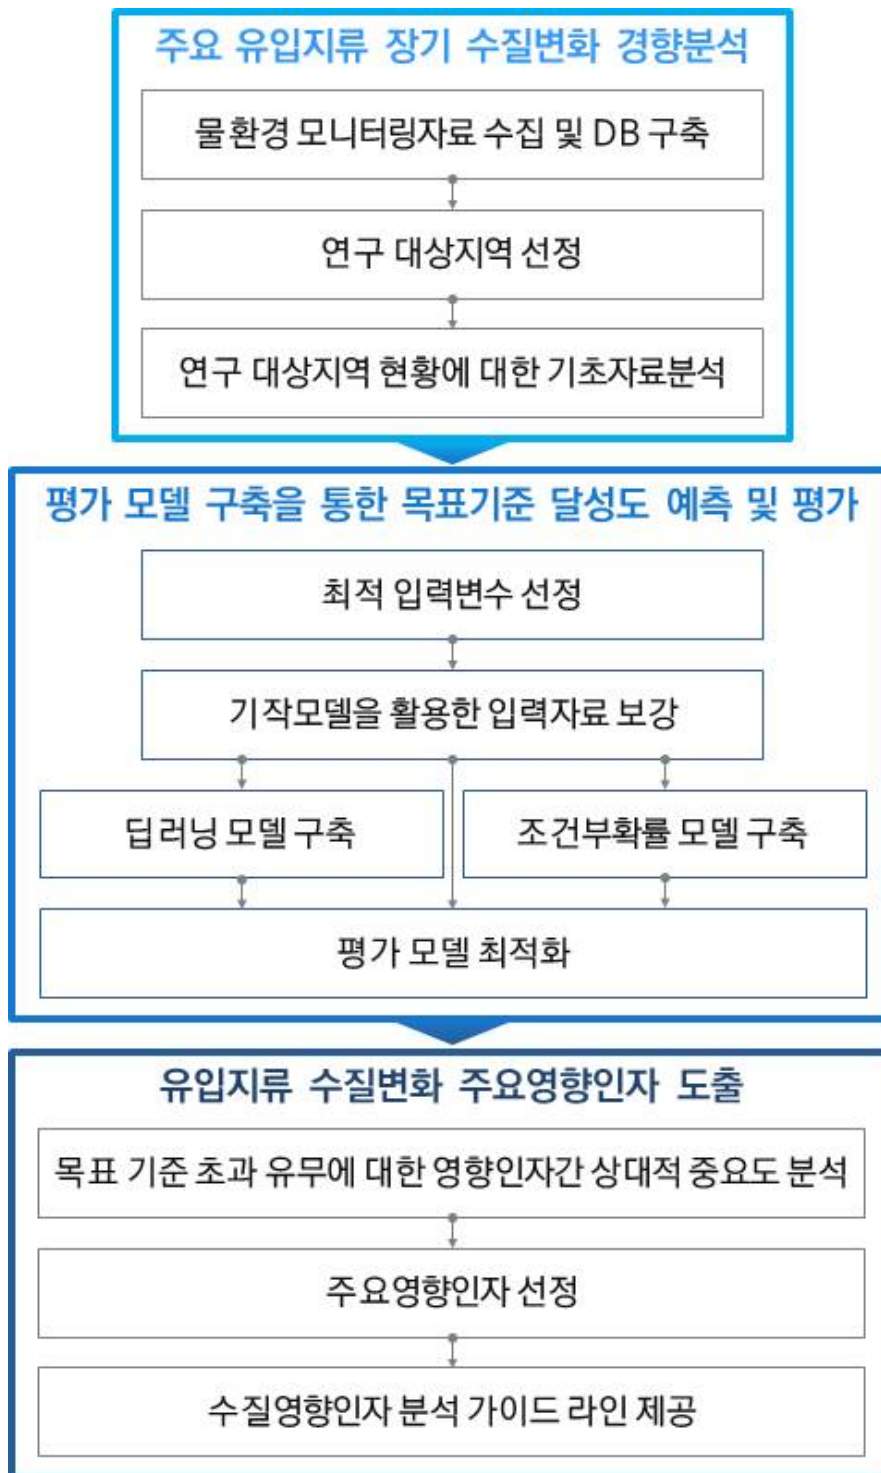 주요 유입지류 장기 수질변화 경향분석
물환경 모니터링자료 수집 및 DB 구축
연구 대상지역 선정
연구 대상지역 현황에 대한 기초자료분석
평가 모델 구축을 통한 목표기준 달성도 예측 및 평가
최적 입력변수 선정
기작모델을 활용한 입력자료 보강
딥러닝 모델 구축
조건부확률 모델 구축
평가 모델 최적화
유입지류 수질변화 주요영향인자 도출
목표 기준 초과 유무에 대한 영향인자간 상대적 중요도 분석
주요영향인자 선정
수질영향인자 분석 가이드 라인 제공